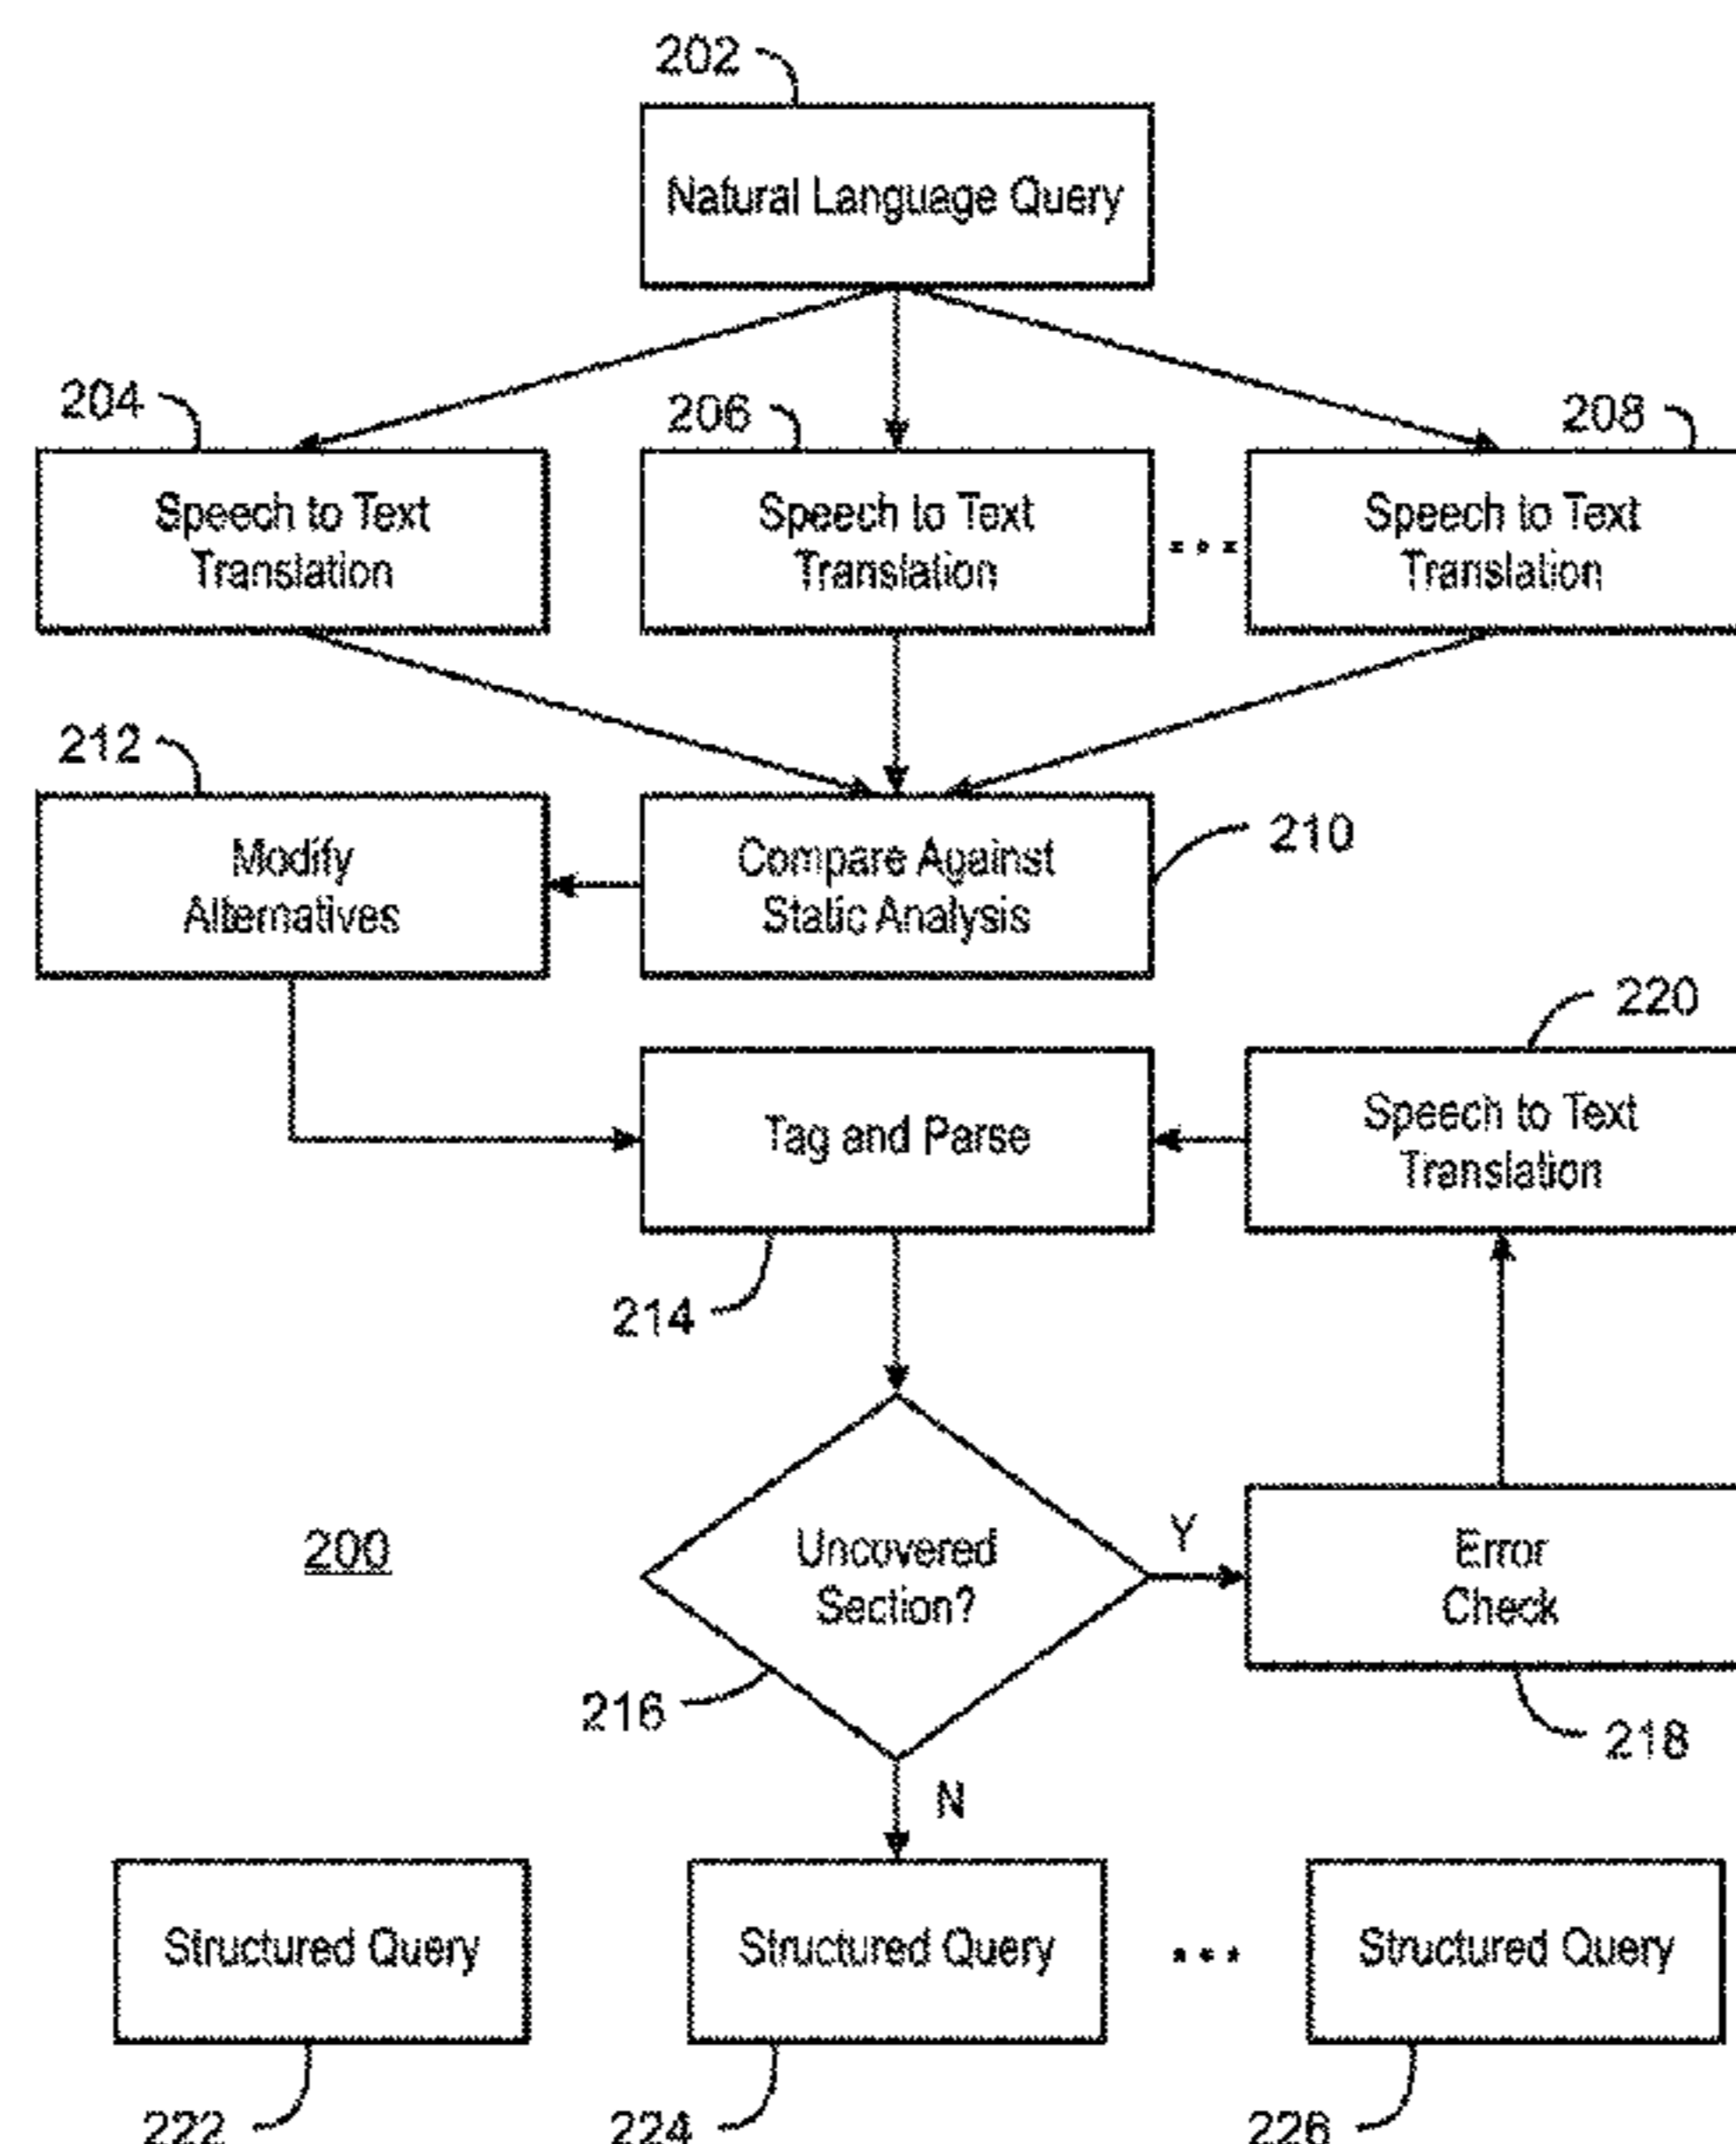 202
Natural Language Query
204
206
208
Speech to Text
Translation
Speech to Text
Translation
...
Speech to Text
Translation
212
210
Modify
Alternatives
Compare Against
Static Analysis
220
Tag and Parse
Speech to Text
Translation
214
200
Uncovered
Section?
Y
Error
Check
216
218
N
Structured Query
Structured Query
...
Structured Query
222
224
226